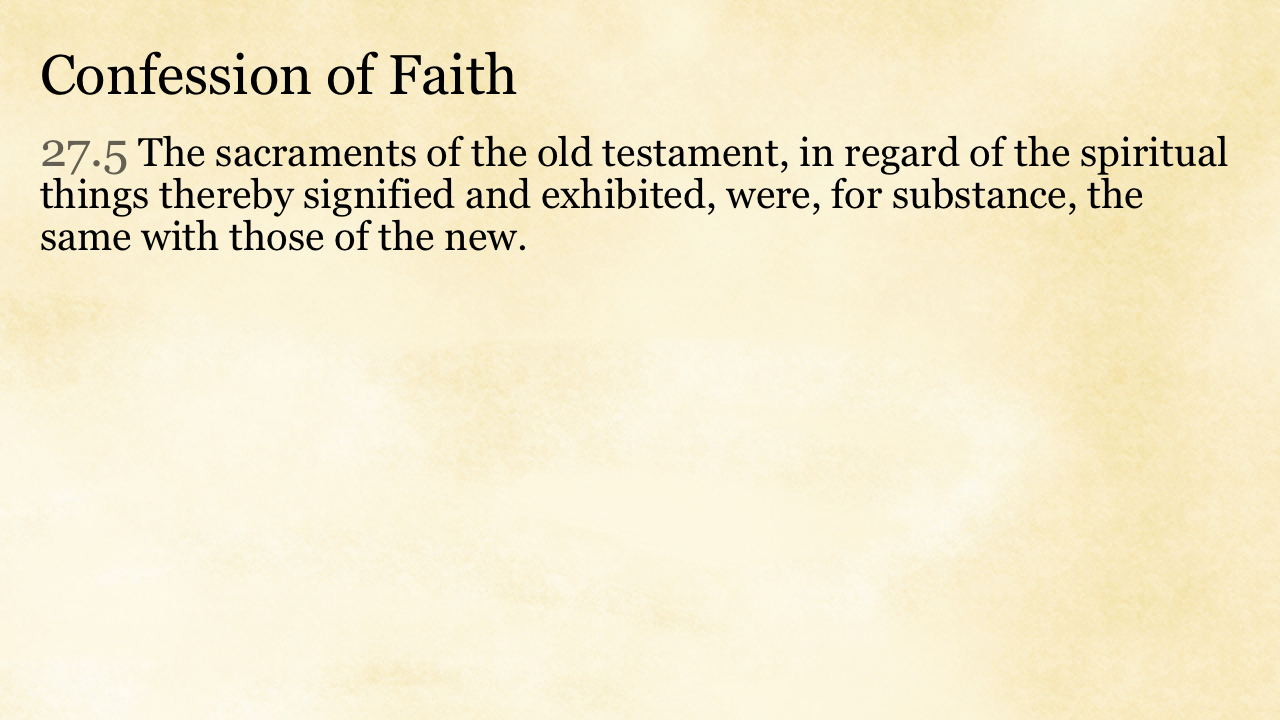 Confession of Faith
27.5 The sacraments of the old testament, in regard of the spiritual
things thereby signified and exhibited, were, for substance, the
same with those of the new.